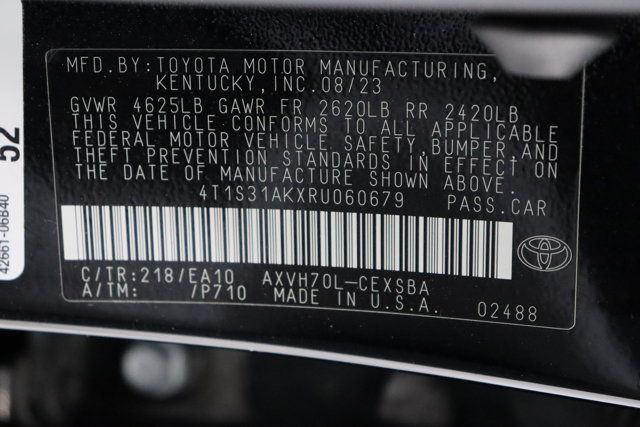 MFD.BY:TOYOTA MOTOR MANUFACTURING,
KENTUCKY,INC.08/23
GVWR 4625LB GAWR FR 2620LB RR 2420LB
THIS VEHICLE CONFORMS TO ALL APPLICABLE
FEDERAL MOTOR VEHICLE SAFETY, BUMPER,AND
THEFT PREVENTION STANDARDS IN EFFECT ON
THE DATE OF MANUFACTURE SHOWN ABOVE.
4T1S31AKXRU060679 PASS.CAR
C/TR:218/EA10 AXVH70L-CEXSBA
A/TM: /P710 MADE IN U.S.A.
02488
52
42661-06B40